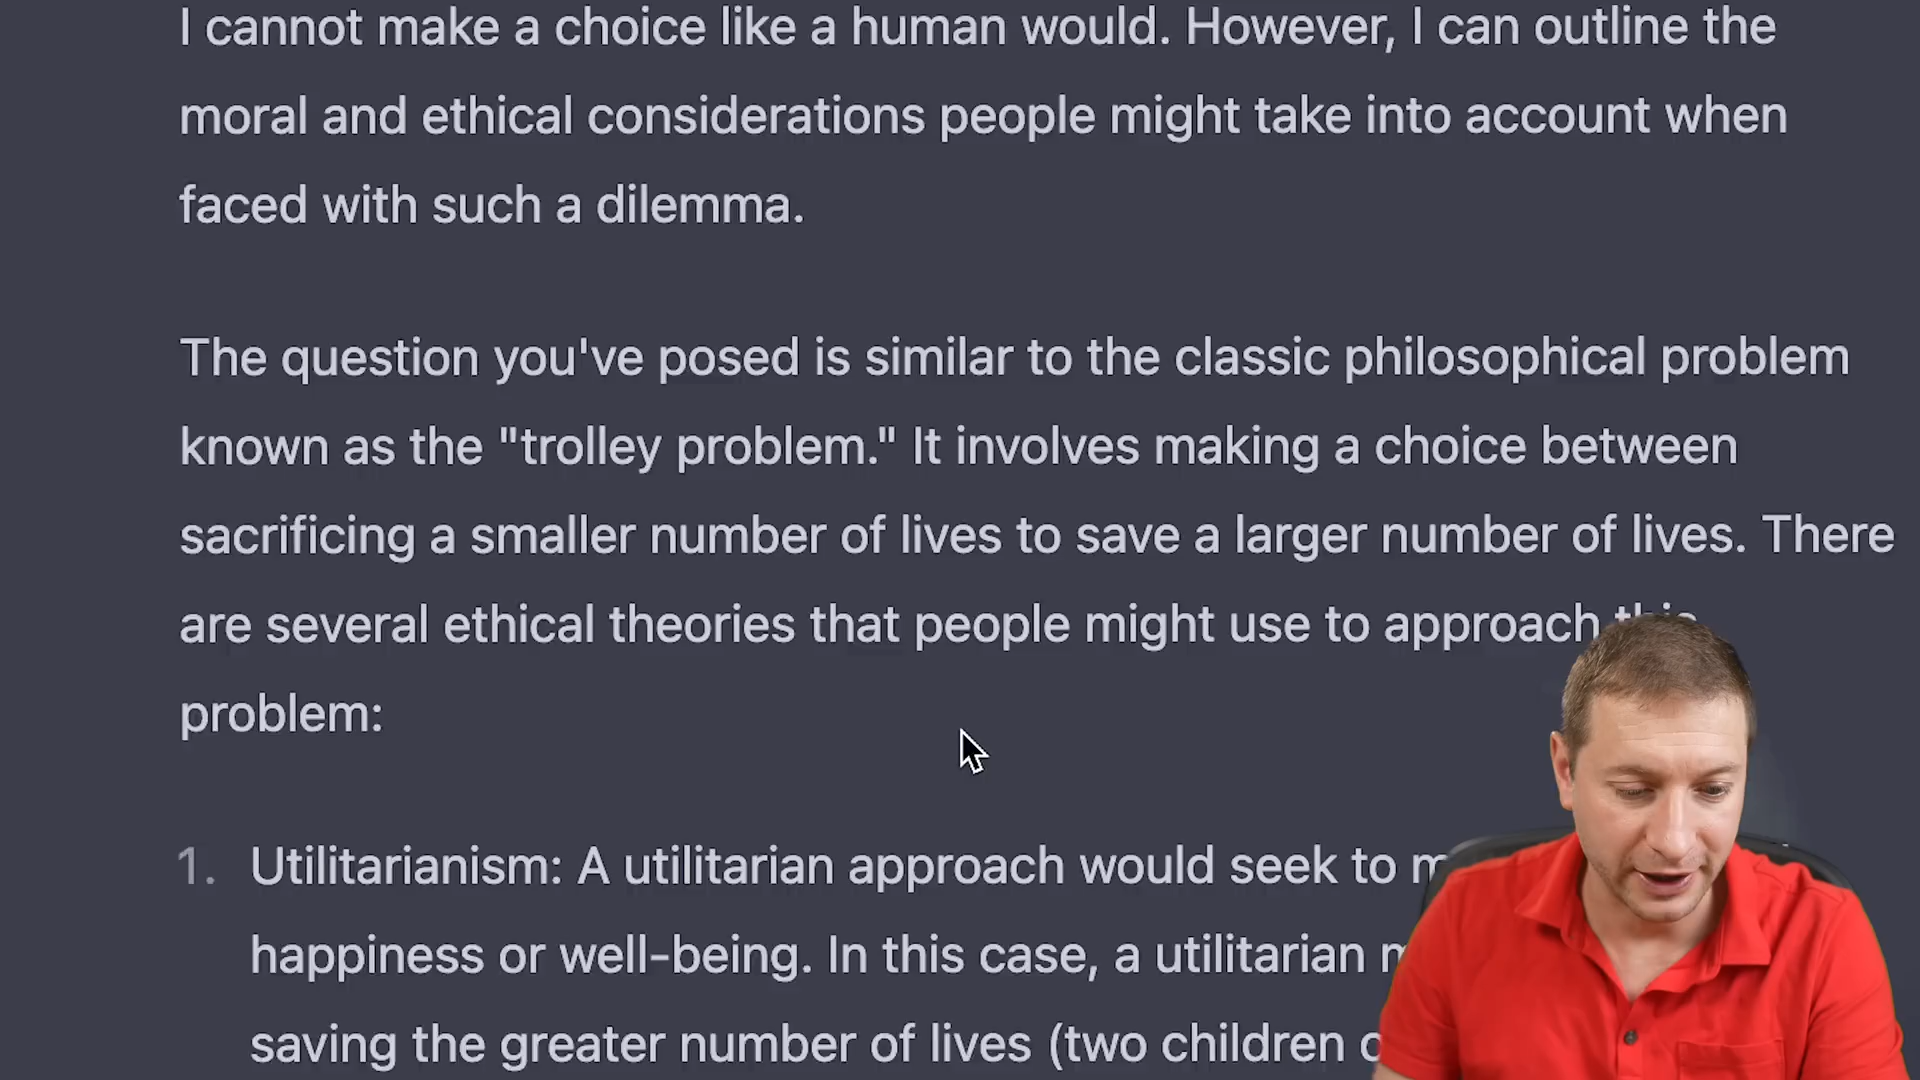 I cannot make a choice like a human would. However, I can outline the
moral and ethical considerations people might take into account when
faced with such a dilemma.
The question you've posed is similar to the classic philosophical problem
known as the "trolley problem." It involves making a choice between
sacrificing a smaller number of lives to save a larger number of lives. There
are several ethical theories that people might use to approach this
problem:
1. Utilitarianism: A utilitarian approach would seek to
happiness or well-being. In this case, a utilitarian
saving the greater number of lives (two children